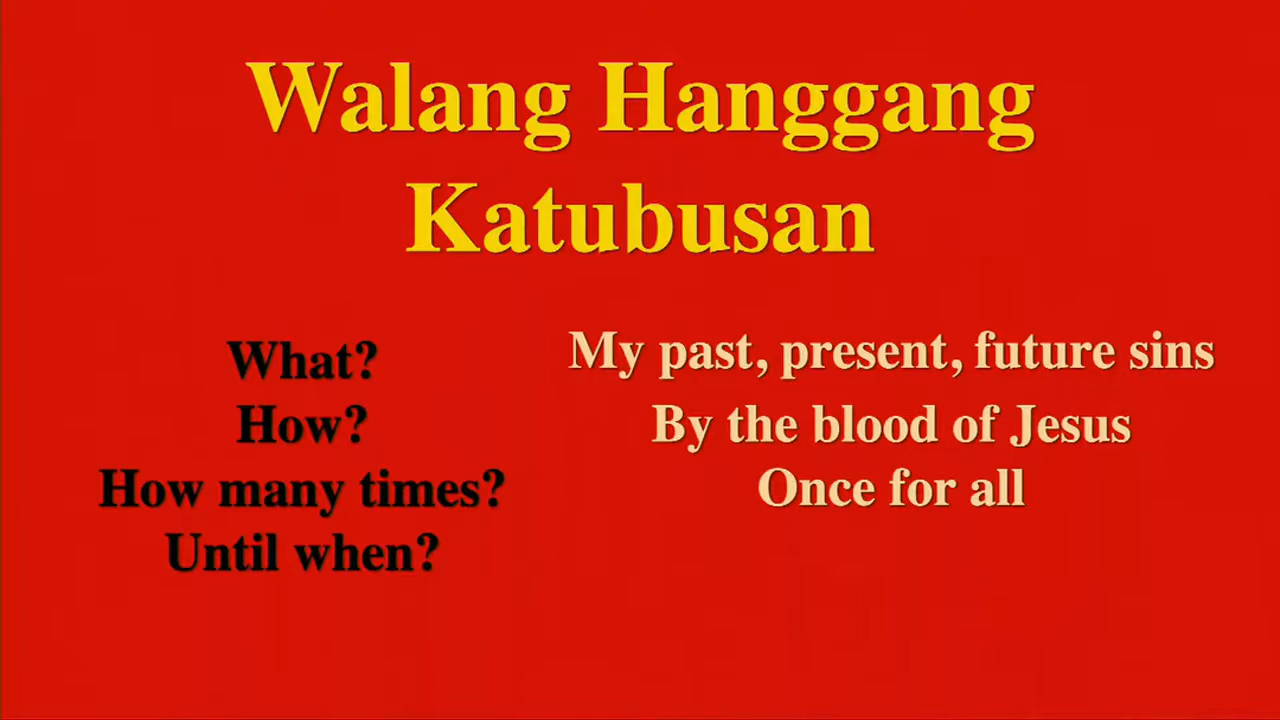 Walang Hanggang
Katubusan
What?
My past, present, future sins
How?
By the blood of Jesus
How many times?
Once for all
Until when?